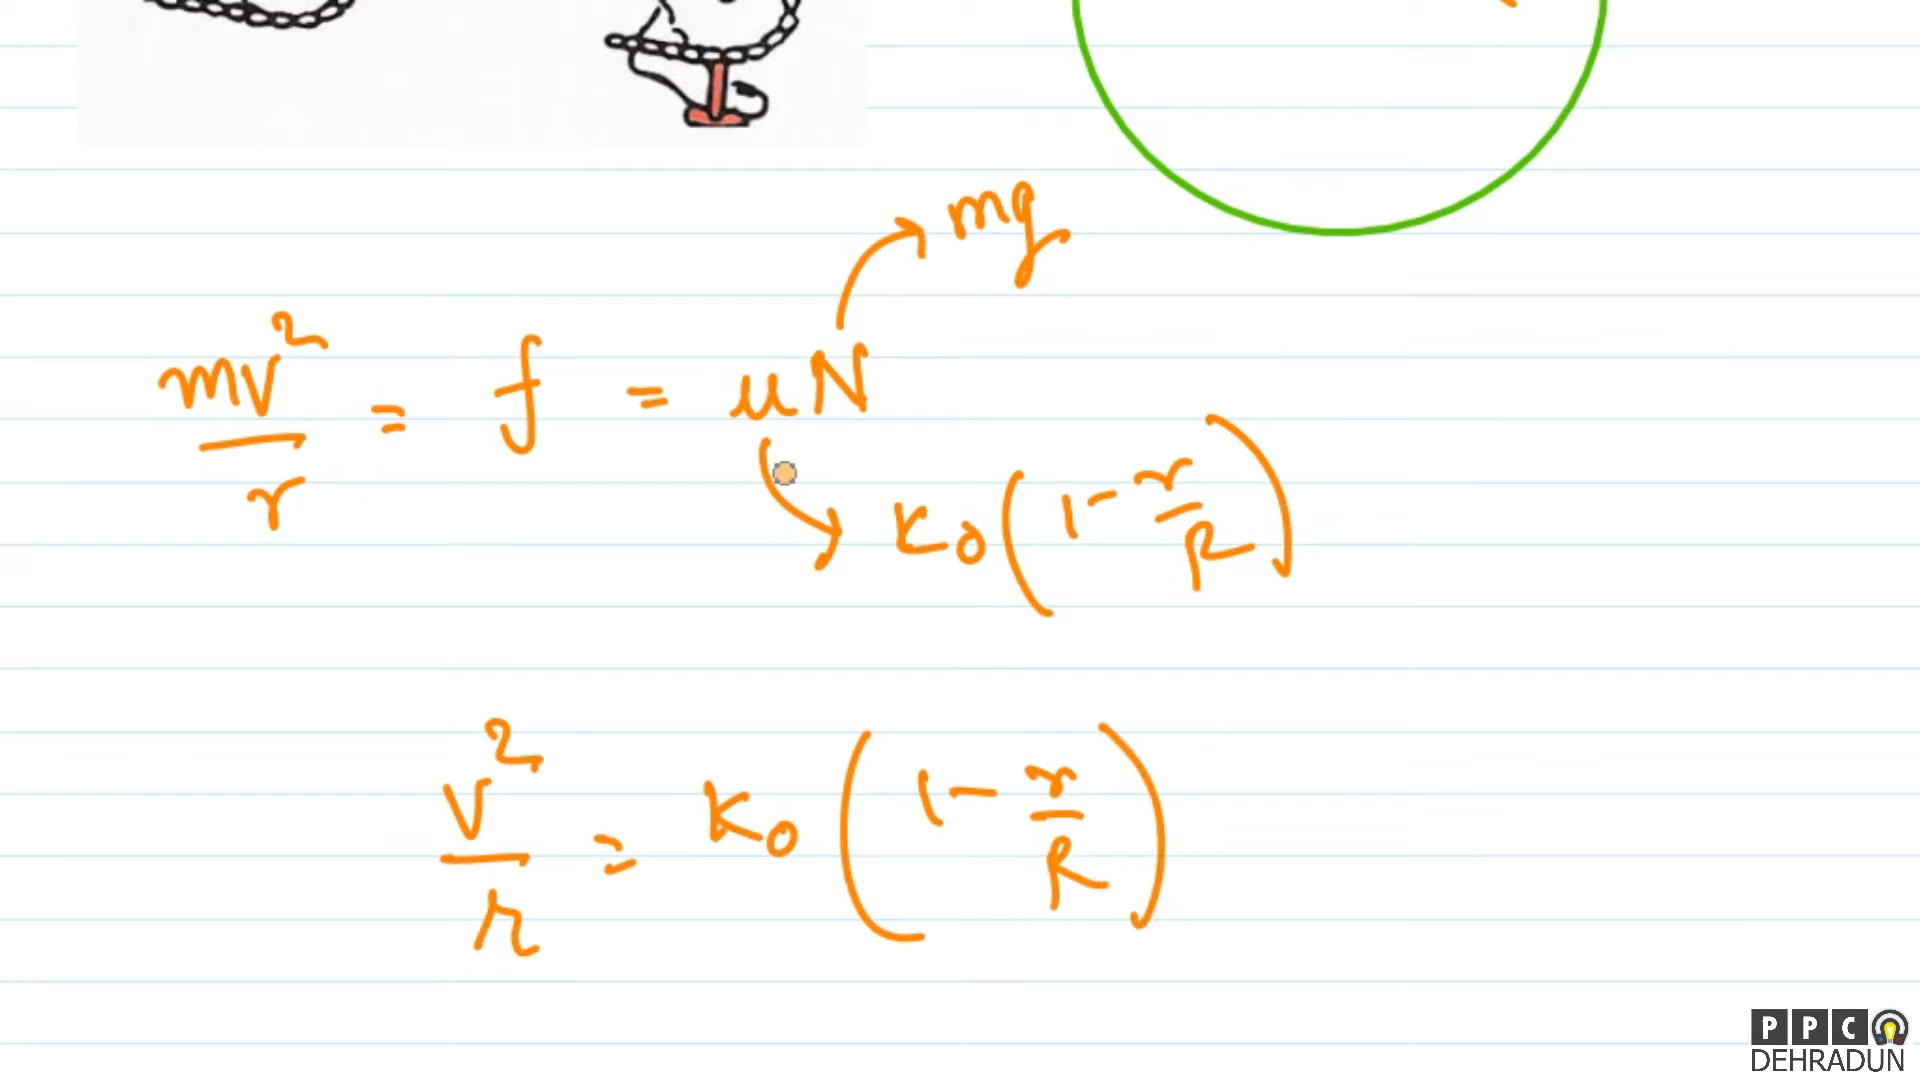 mg
mv² / r = f = μN
K₀(1 - r/R)
v² / r = K₀(1 - r/R)
PPC
DEHRADUN